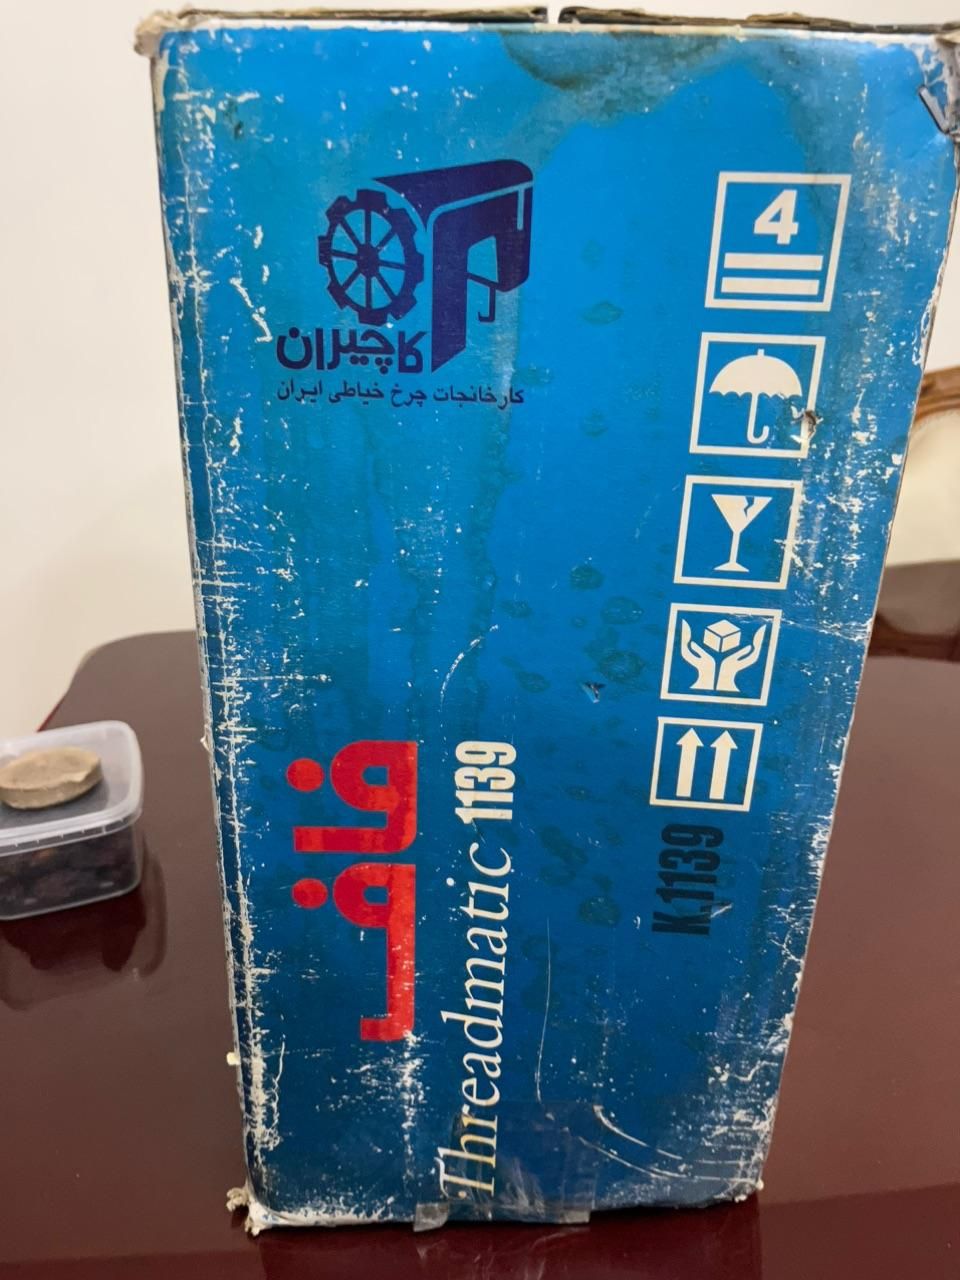 کاچیران
کارخانجات چرخ خیاطی ایران
4
فاف
Threadmatic 1139
K.1139